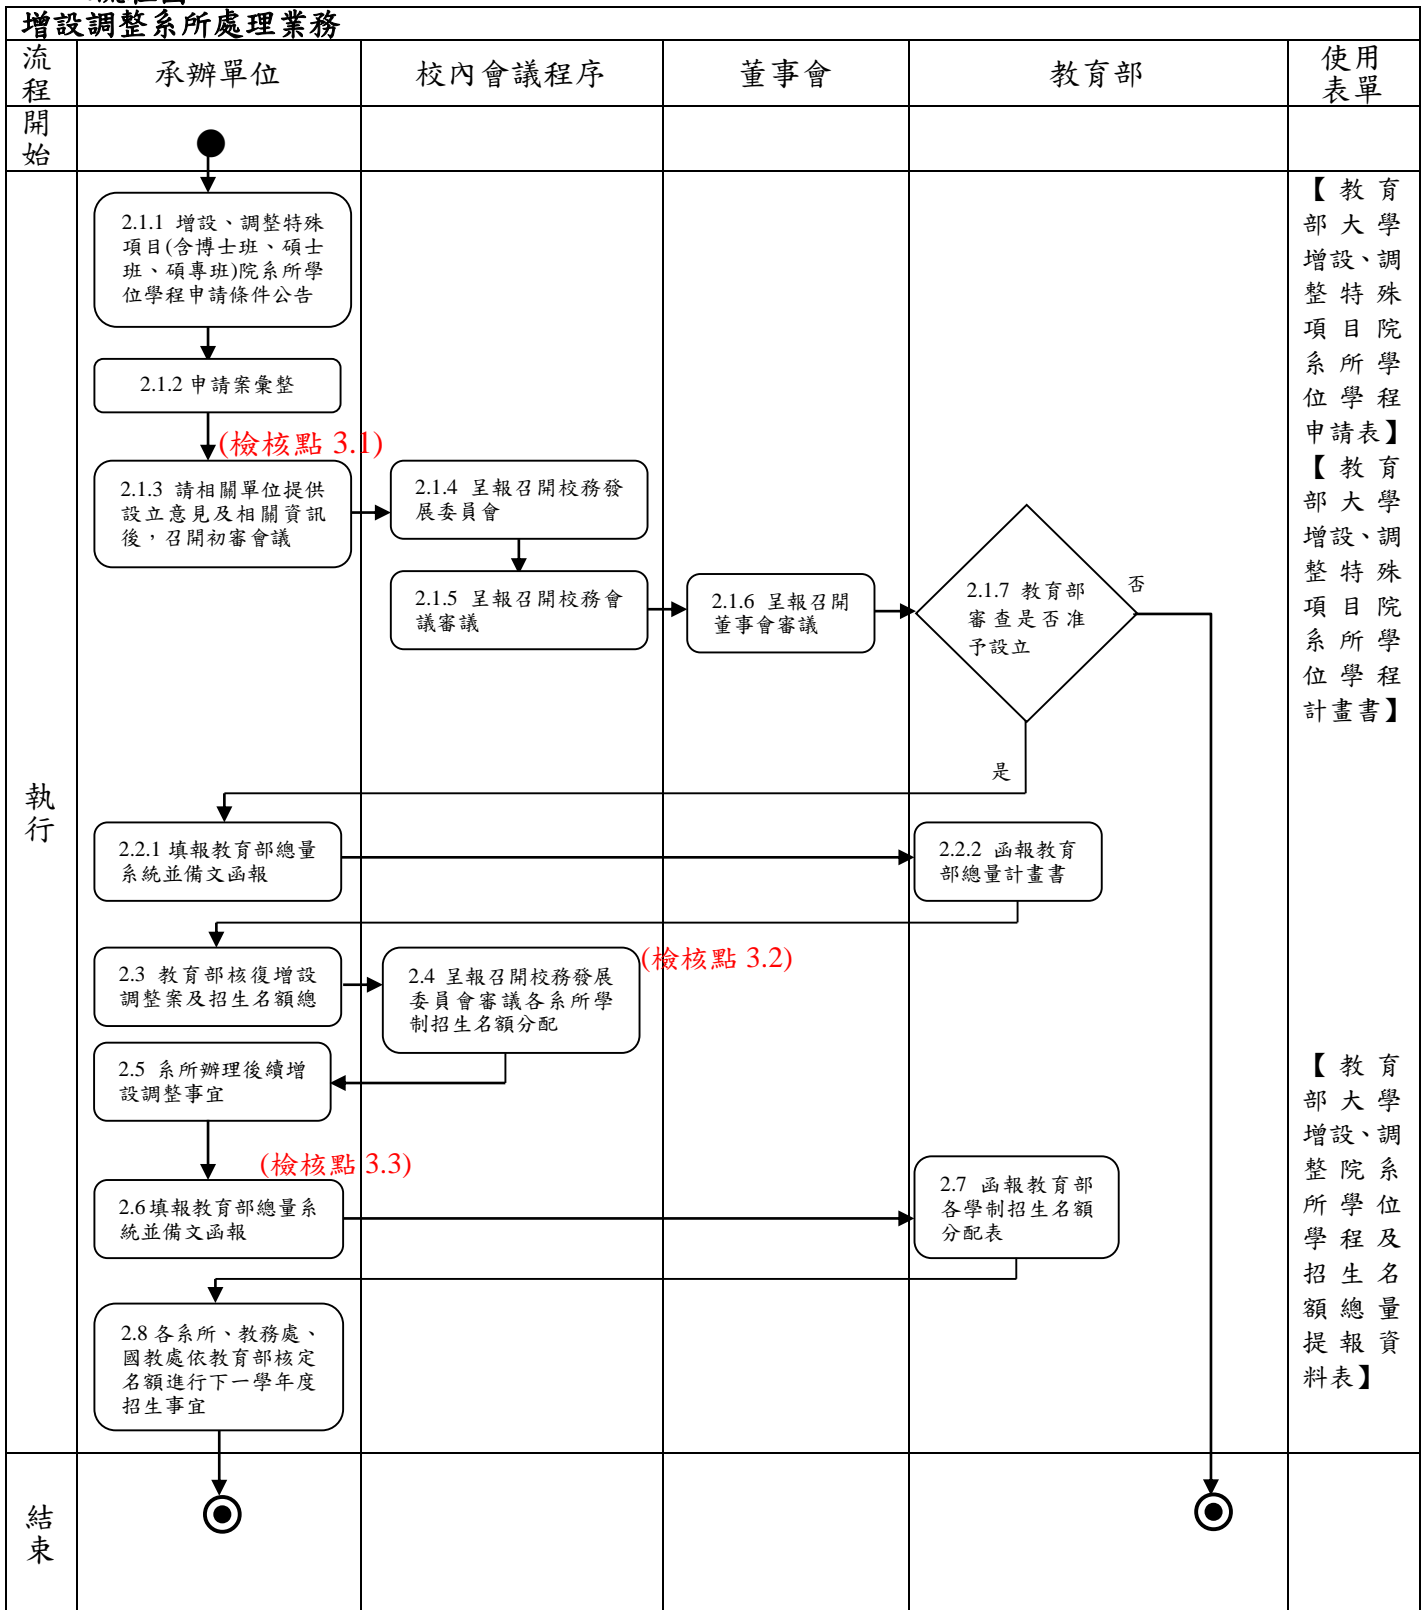 增設調整系所處理業務
流程
承辦單位
校內會議程序
董事會
教育部
使用
表單
開始
執行
2.1.1 增設、調整特殊
項目(含博士班、碩士
班、碩專班)院系所學
位學程申請條件公告
2.1.2 申請案彙整
(檢核點 3.1)
2.1.3 請相關單位提供
設立意見及相關資訊
後，召開初審會議
2.1.4 呈報召開校務發
展委員會
2.1.5 呈報召開校務會
議審議
2.1.6 呈報召開
董事會審議
2.1.7 教育部
審查是否准
予設立
否
是
2.2.1 填報教育部總量
系統並備文函報
2.2.2 函報教育
部總量計畫書
2.3 教育部核復增設
調整案及招生名額總
(檢核點 3.2)
2.4 呈報召開校務發展
委員會審議各系所學
制招生名額分配
2.5 系所辦理後續增
設調整事宜
(檢核點 3.3)
2.6填報教育部總量系
統並備文函報
2.7 函報教育部
各學制招生名額
分配表
2.8 各系所、教務處、
國教處依教育部核定
名額進行下一學年度
招生事宜
【教育
部大學
增設、調
整特殊
項目院
系所學
位學程
申請表】
【教育
部大學
增設、調
整特殊
項目院
系所學
位學程
計畫書】
【教育
部大學
增設、調
整院系
所學位
學程及
招生名
額總量
提報資
料表】
結束